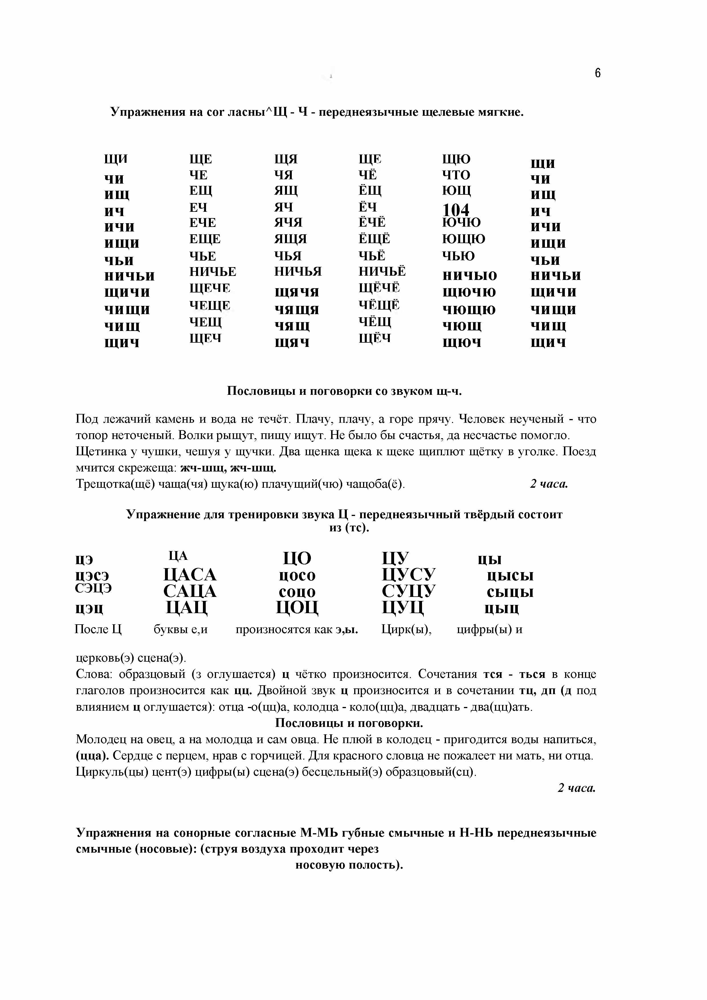 6
Упражнения на сог ласны^Щ - Ч - переднеязычные щелевые мягкие.
ЩИ ЩЕ ЩЯ ЩЕ ЩЮ щи
чи ЧЕ ЧЯ ЧЁ ЧТО чи
ищ ЕЩ ЯЩ ЁЩ ЮЩ ищ
ич ЕЧ ЯЧ ЁЧ 104 ич
ичи ЕЧЕ ЯЧЯ ЁЧЁ ЮЧЮ ичи
ищи ЕЩЕ ЯЩЯ ЁЩЁ ЮЩЮ ищи
чьи ЧЬЕ ЧЬЯ ЧЬЁ ЧЬЮ чьи
ничьи НИЧЬЕ НИЧЬЯ НИЧЬЁ ничыо ничьи
щичи ЩЕЧЕ щячя ЩЁЧЁ щючю щичи
чищи ЧЕЩЕ чящя ЧЁЩЁ чющю чищи
чищ ЧЕЩ чящ ЧЁЩ чющ чищ
щич ЩЕЧ щяч ЩЁЧ щюч щич
Пословицы и поговорки со звуком щ-ч.
Под лежачий камень и вода не течёт. Плачу, плачу, а горе прячу. Человек неученый - что
топор неточеный. Волки рыщут, пищу ищут. Не было бы счастья, да несчастье помогло.
Щетинка у чушки, чешуя у щучки. Два щенка щека к щеке щиплют щётку в уголке. Поезд
мчится скрежеща: жч-шщ, жч-шщ.
Трещотка(щё) чаща(чя) щука(ю) плачущий(чю) чащоба(ё). 2 часа.
Упражнение для тренировки звука Ц - переднеязычный твёрдый состоит
из (тс).
цэ ЦА ЦО ЦУ цы
цэсэ ЦАСА цосо ЦУСУ цысы
СЭЦЭ САЦА соцо СУЦУ сыцы
цэц ЦАЦ ЦОЦ ЦУЦ цыц
После Ц буквы е,и произносятся как э,ы. Цирк(ы), цифры(ы) и
церковь(э) сцена(э).
Слова: образцовый (з оглушается) ц чётко произносится. Сочетания тся - ться в конце
глаголов произносится как цц. Двойной звук ц произносится и в сочетании тц, дп (д под
влиянием ц оглушается): отца -о(цц)а, колодца - коло(цц)а, двадцать - два(цц)ать.
Пословицы и поговорки.
Молодец на овец, а на молодца и сам овца. Не плюй в колодец - пригодится воды напиться,
(цца). Сердце с перцем, нрав с горчицей. Для красного словца не пожалеет ни мать, ни отца.
Циркуль(цы) цент(э) цифры(ы) сцена(э) бесцельный(э) образцовый(сц).
2 часа.
Упражнения на сонорные согласные М-МЬ губные смычные и Н-НЬ переднеязычные
смычные (носовые): (струя воздуха проходит через
носовую полость).